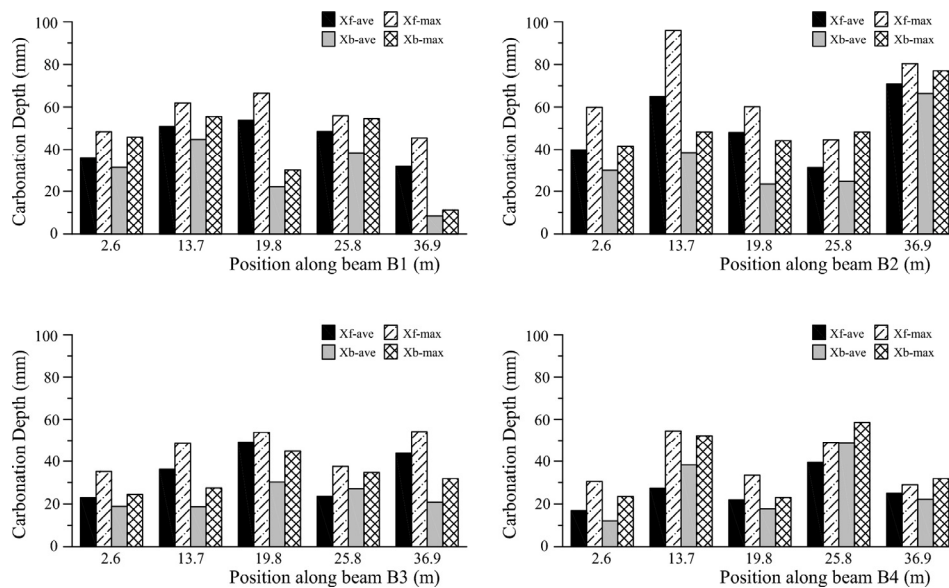 Xf-ave Xf-max
Xb-ave Xb-max
Carbonation Depth (mm)
100
80
60
40
20
0
2.6 13.7 19.8 25.8 36.9
Position along beam B1 (m)
Xf-ave Xf-max
Xb-ave Xb-max
Carbonation Depth (mm)
100
80
60
40
20
0
2.6 13.7 19.8 25.8 36.9
Position along beam B2 (m)
Xf-ave Xf-max
Xb-ave Xb-max
Carbonation Depth (mm)
100
80
60
40
20
0
2.6 13.7 19.8 25.8 36.9
Position along beam B3 (m)
Xf-ave Xf-max
Xb-ave Xb-max
Carbonation Depth (mm)
100
80
60
40
20
0
2.6 13.7 19.8 25.8 36.9
Position along beam B4 (m)